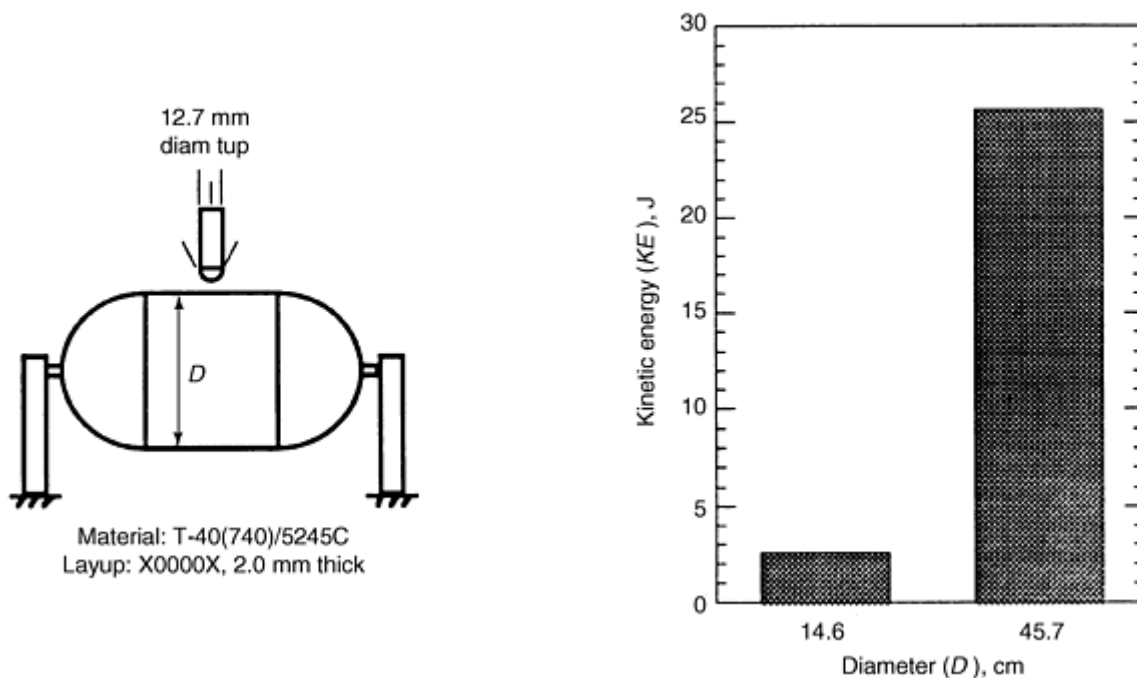 12.7 mm
diam tup
D
Material: T-40(740)/5245C
Layup: X0000X, 2.0 mm thick
Kinetic energy (KE), J
30
25
20
15
10
5
0
14.6 45.7
Diameter (D), cm